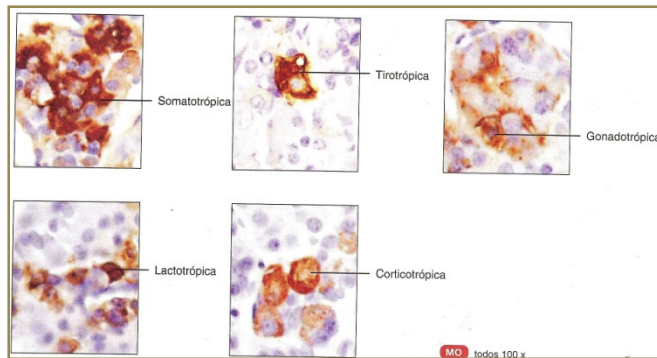 Somatotrópica
Tirotrópica
Gonadotrópica
Lactotrópica
Corticotrópica
MO todos 100 x